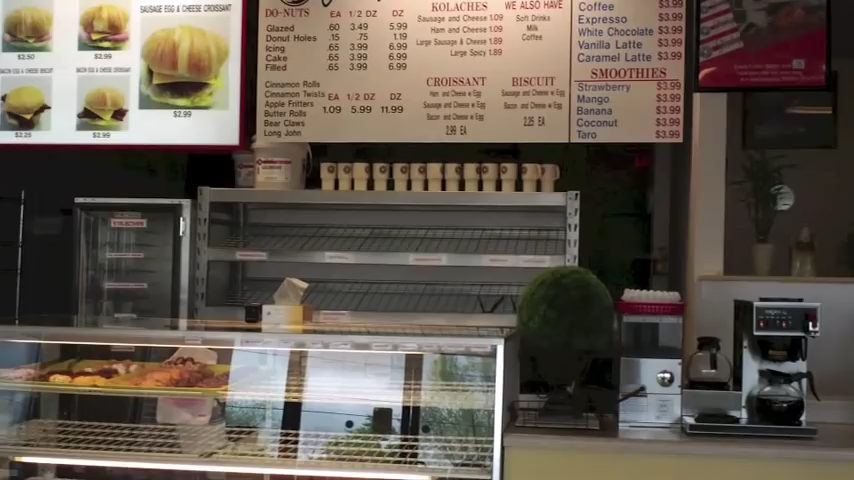 SAUSAGE EGG & CHEESE CROISSANT
$2.50
$2.99
BACON EGG & CHEESE CROISSANT
$2.25
$2.99
$2.99
DO-NUTS EA 1/2 DZ DZ
Glazed .60 3.49 5.99
Donut Holes .15 .75 1.19
Icing .65 3.99 6.99
Cake .65 3.99 6.99
Filled .65 3.99 6.99
Cinnamon Rolls
Cinnamon Twists EA 1/2 DZ DZ
Apple Fritters 1.09 5.99 11.99
Butter Rolls
Bear Claws
Long John
KOLACHES
Sausage and Cheese 1.09
Ham and Cheese 1.09
Large Sausage & Cheese 1.89
Large Spicy 1.89
WE ALSO HAVE
Soft Drinks
Milk
Coffee
CROISSANT
Ham and Cheese w Egg
Sausage and Cheese w Egg
Bacon and Cheese w Egg
2.99 EA
BISCUIT
Sausage and Cheese w Egg
Bacon and Cheese w Egg
2.25 EA
Coffee $3.99
Expresso $3.99
White Chocolate $3.99
Vanilla Latte $3.99
Caramel Latte $3.99
SMOOTHIES
Strawberry $3.99
Mango $3.99
Banana $3.99
Coconut $3.99
Taro $3.99